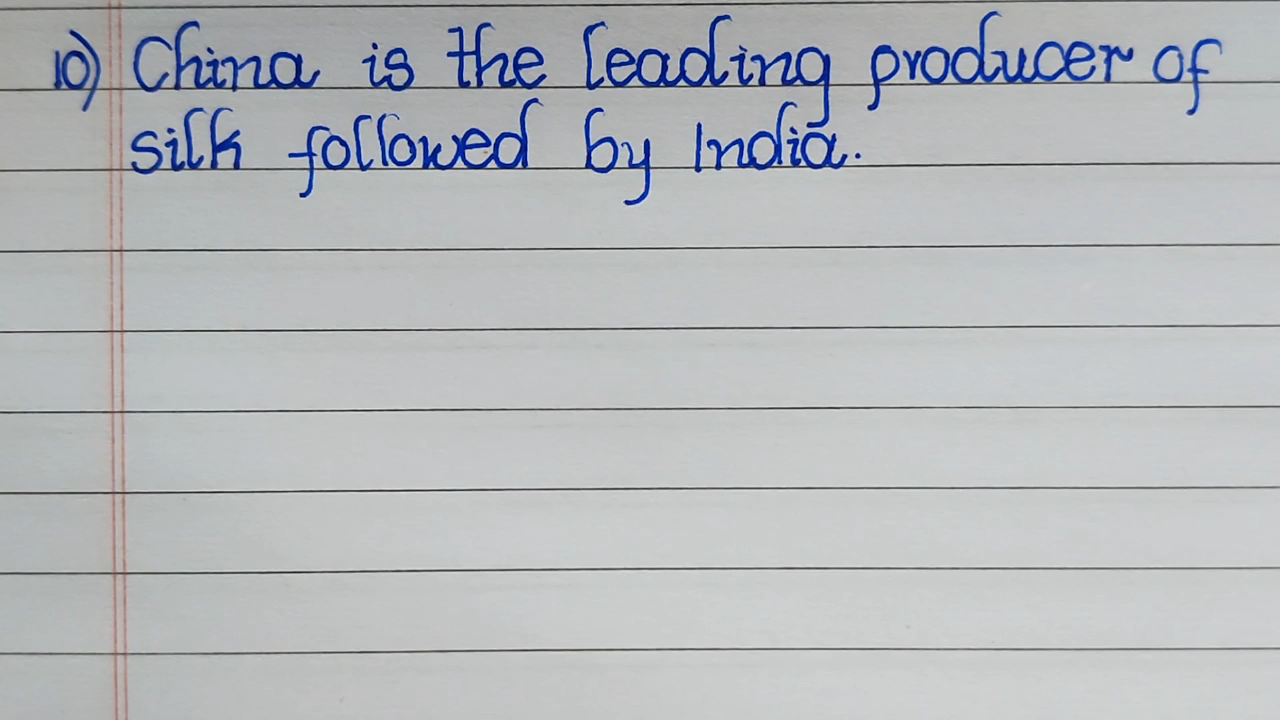 10) China is the leading producer of
silk followed by India.